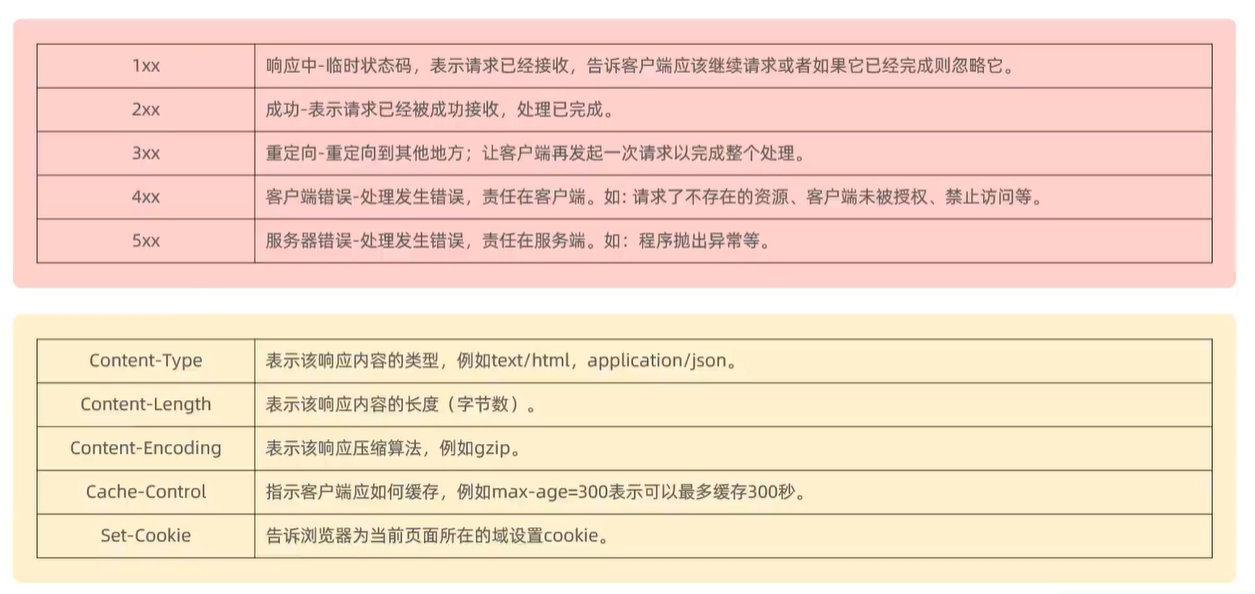 1xx 响应中-临时状态码，表示请求已经接收，告诉客户端应该继续请求或者如果它已经完成则忽略它。
2xx 成功-表示请求已经被成功接收，处理已完成。
3xx 重定向-重定向到其他地方；让客户端再发起一次请求以完成整个处理。
4xx 客户端错误-处理发生错误，责任在客户端。如：请求了不存在的资源、客户端未被授权、禁止访问等。
5xx 服务器错误-处理发生错误，责任在服务端。如：程序抛出异常等。
Content-Type 表示该响应内容的类型，例如text/html，application/json。
Content-Length 表示该响应内容的长度（字节数）。
Content-Encoding 表示该响应压缩算法，例如gzip。
Cache-Control 指示客户端应如何缓存，例如max-age=300表示可以最多缓存300秒。
Set-Cookie 告诉浏览器为当前页面所在的域设置cookie。